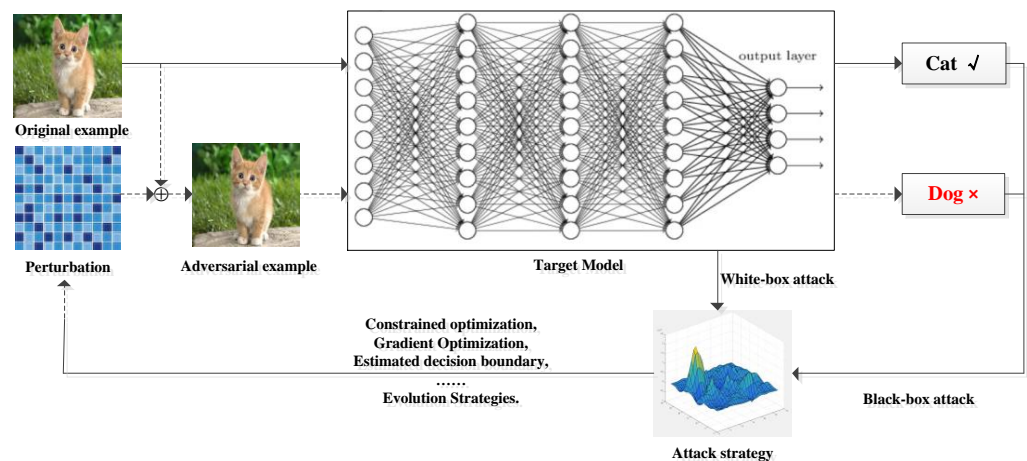 Original example
Perturbation
Adversarial example
output layer
Target Model
Cat √
Dog ×
White-box attack
Black-box attack
Constrained optimization,
Gradient Optimization,
Estimated decision boundary,
......
Evolution Strategies.
Attack strategy